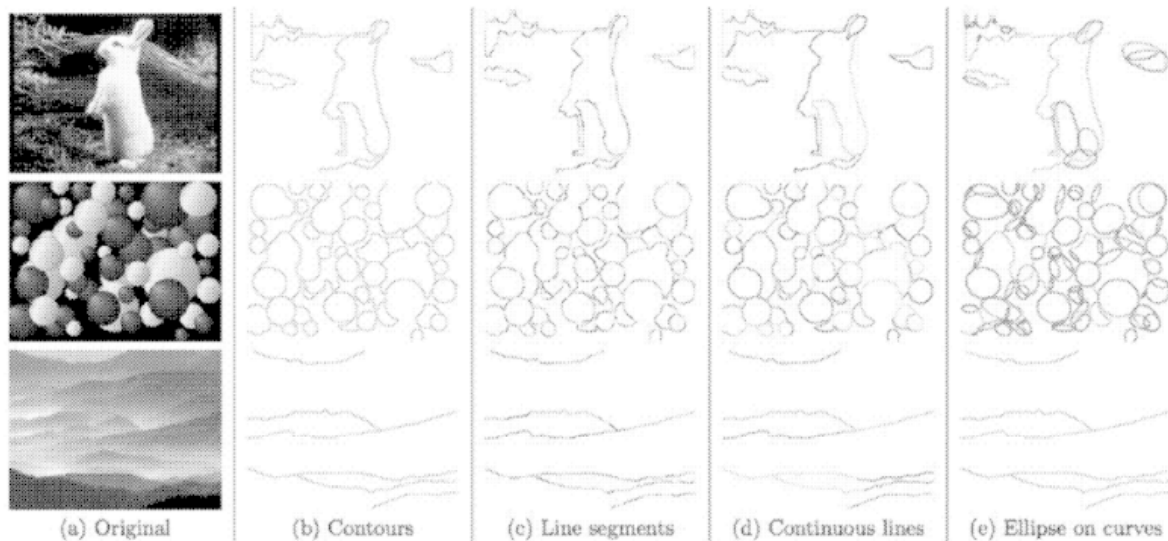 (a) Original
(b) Contours
(c) Line segments
(d) Continuous lines
(e) Ellipse on curves